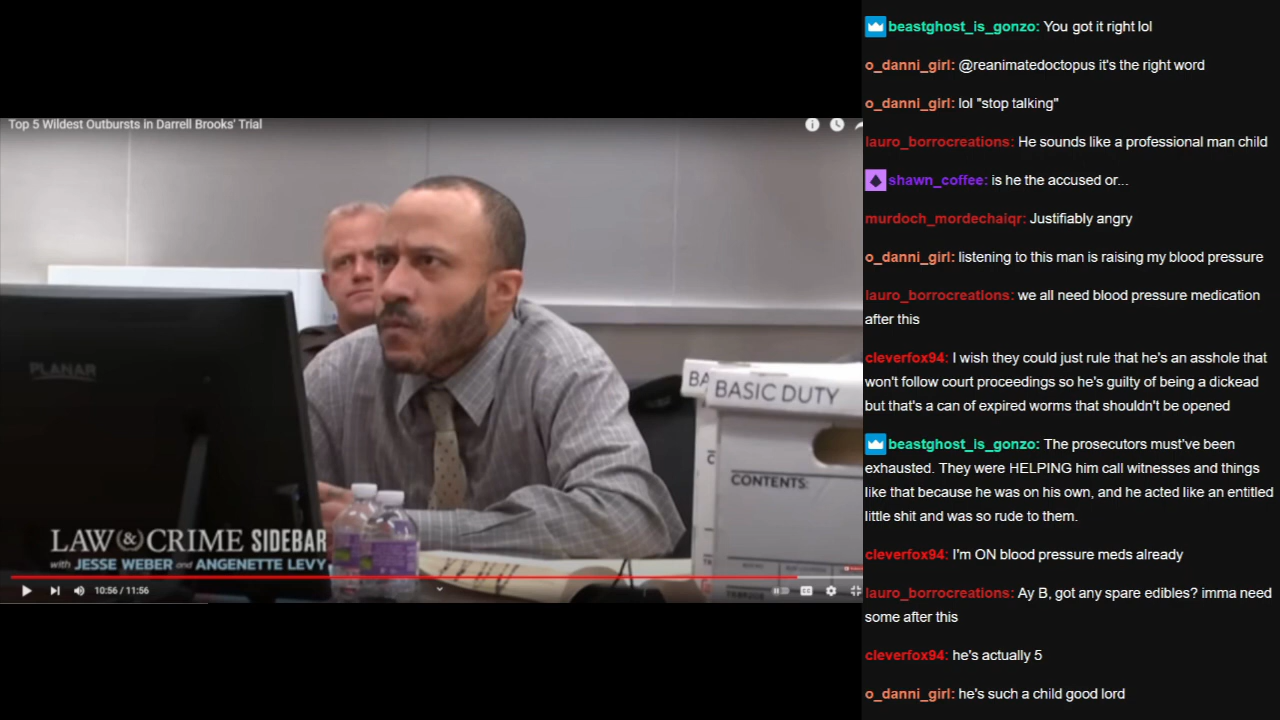 Top 5 Wildest Outbursts in Darrell Brooks' Trial
PLANAR
BA
BASIC DUTY
CONTENTS:
LAW & CRIME SIDEBAR
with JESSE WEBER and ANGENETTE LEVY
10:56 / 11:56
beastghost_is_gonzo: You got it right lol
o_danni_girl: @reanimatedoctopus it's the right word
o_danni_girl: lol "stop talking"
lauro_borrocreations: He sounds like a professional man child
shawn_coffee: is he the accused or...
murdoch_mordechaiqr: Justifiably angry
o_danni_girl: listening to this man is raising my blood pressure
lauro_borrocreations: we all need blood pressure medication
after this
cleverfox94: I wish they could just rule that he's an asshole that
won't follow court proceedings so he's guilty of being a dickead
but that's a can of expired worms that shouldn't be opened
beastghost_is_gonzo: The prosecutors must've been
exhausted. They were HELPING him call witnesses and things
like that because he was on his own, and he acted like an entitled
little shit and was so rude to them.
cleverfox94: I'm ON blood pressure meds already
lauro_borrocreations: Ay B, got any spare edibles? imma need
some after this
cleverfox94: he's actually 5
o_danni_girl: he's such a child good lord